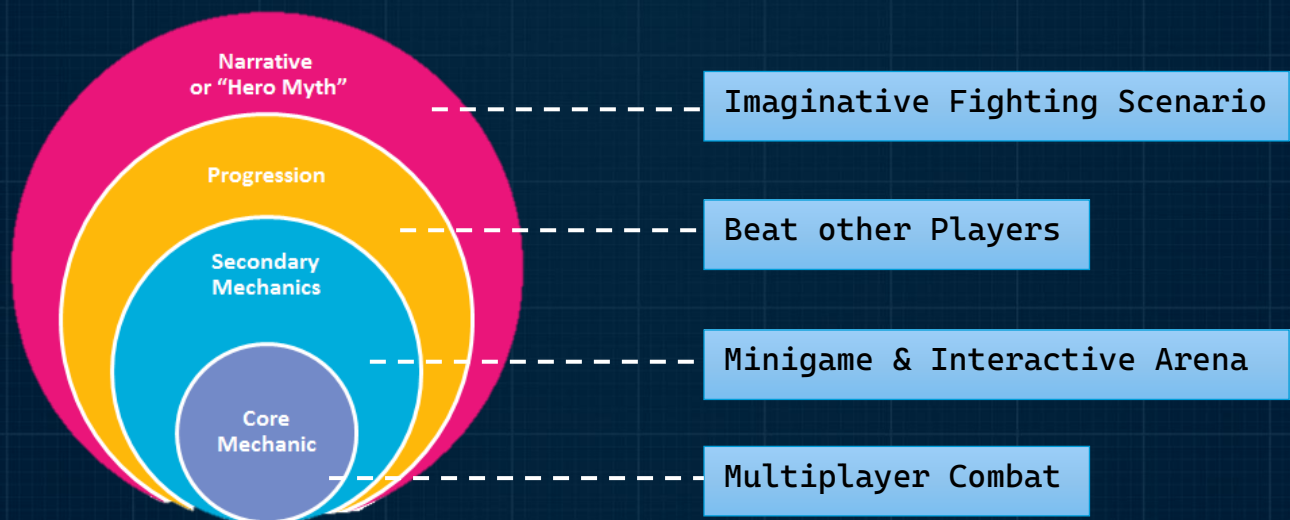 Narrative
or “Hero Myth”
Imaginative Fighting Scenario
Progression
Beat other Players
Secondary
Mechanics
Minigame & Interactive Arena
Core
Mechanic
Multiplayer Combat